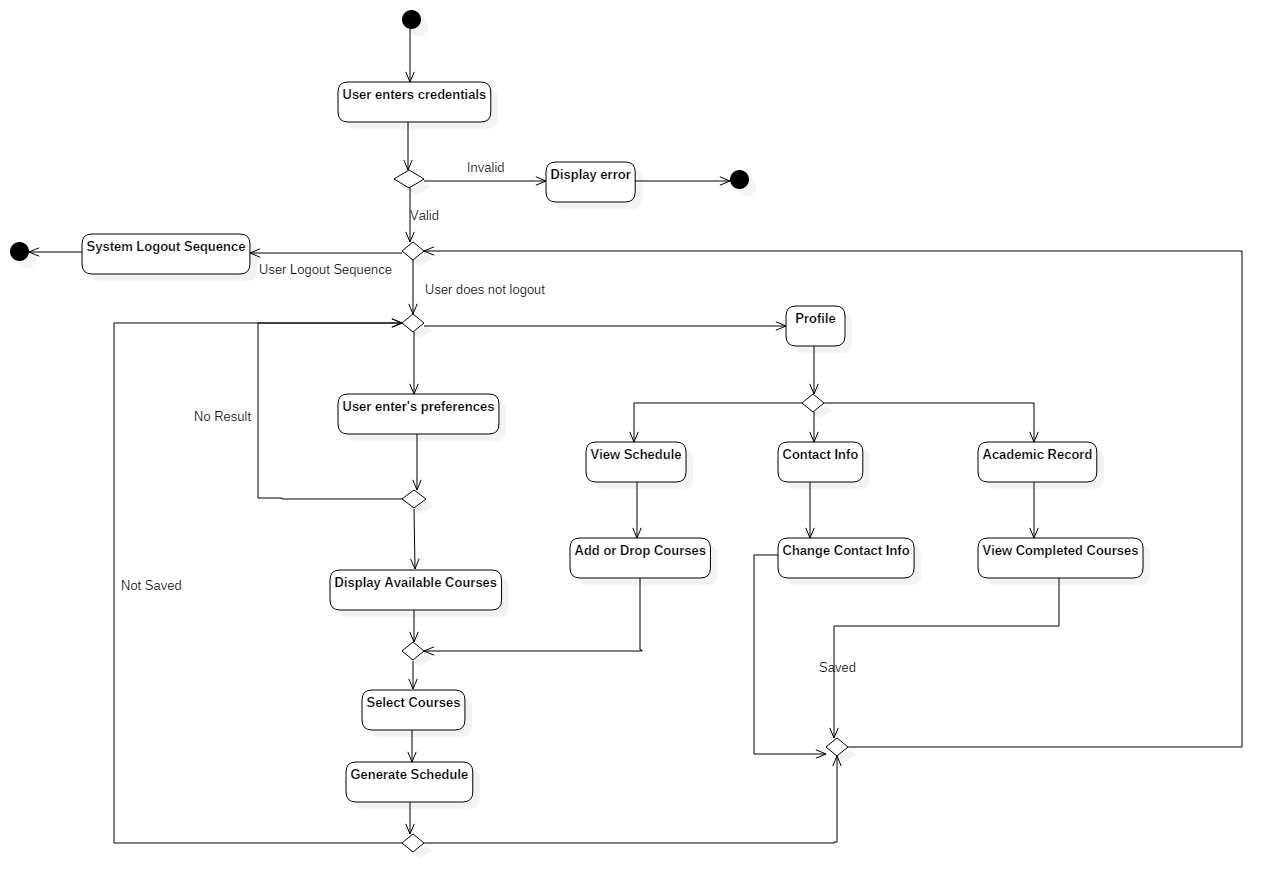 User enters credentials
Invalid
Display error
Valid
System Logout Sequence
User Logout Sequence
User does not logout
Profile
No Result
User enter's preferences
View Schedule
Contact Info
Academic Record
Add or Drop Courses
Change Contact Info
View Completed Courses
Not Saved
Display Available Courses
Saved
Select Courses
Generate Schedule